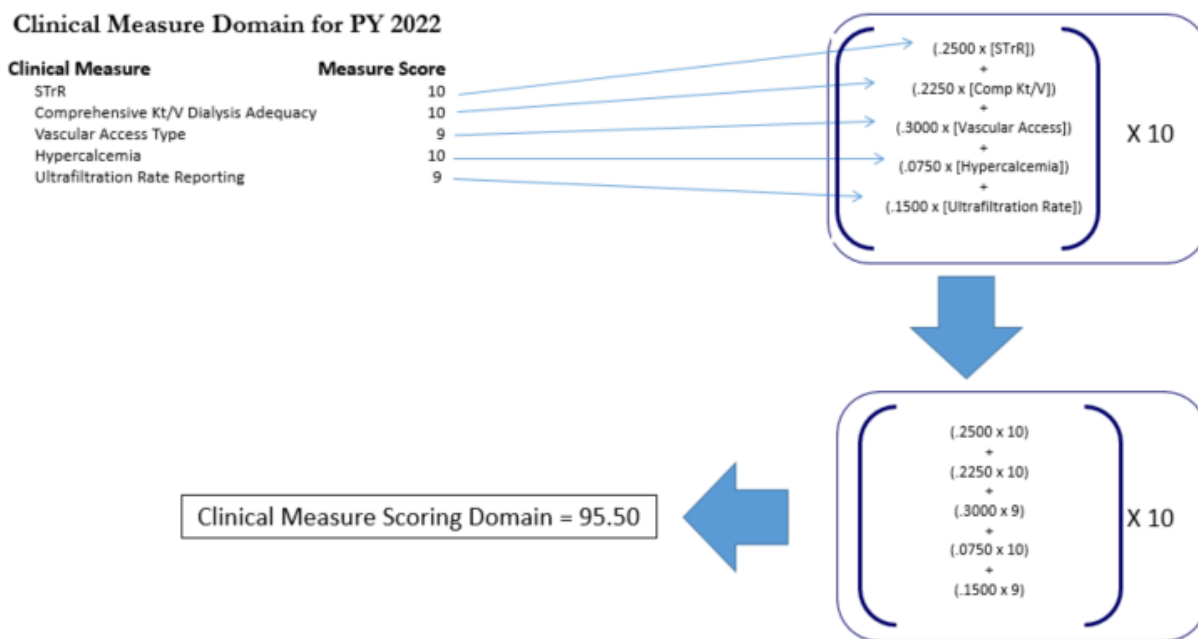 Clinical Measure Domain for PY 2022
Clinical Measure Measure Score
STrR 10
Comprehensive Kt/V Dialysis Adequacy 10
Vascular Access Type 9
Hypercalcemia 10
Ultrafiltration Rate Reporting 9
(.2500 x [STrR])
+
(.2250 x [Comp Kt/V])
+
(.3000 x [Vascular Access])
+
(.0750 x [Hypercalcemia])
+
(.1500 x [Ultrafiltration Rate])
X 10
(.2500 x 10)
+
(.2250 x 10)
+
(.3000 x 9)
+
(.0750 x 10)
+
(.1500 x 9)
X 10
Clinical Measure Scoring Domain = 95.50